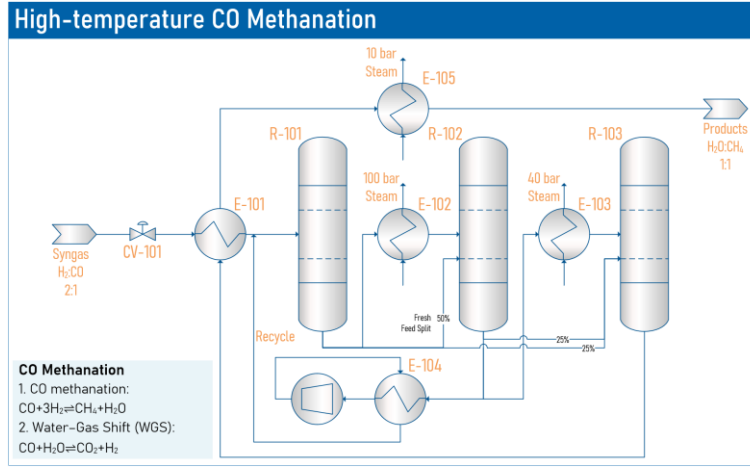 High-temperature CO Methanation
10 bar
Steam
E-105
R-101
R-102
R-103
Products
H₂O:CH₄
1:1
100 bar
Steam
E-102
40 bar
Steam
E-103
E-101
Syngas
H₂:CO
2:1
CV-101
Fresh
Feed Split
50%
25%
25%
Recycle
E-104
CO Methanation
1. CO methanation:
CO+3H₂⇌CH₄+H₂O
2. Water-Gas Shift (WGS):
CO+H₂O⇌CO₂+H₂